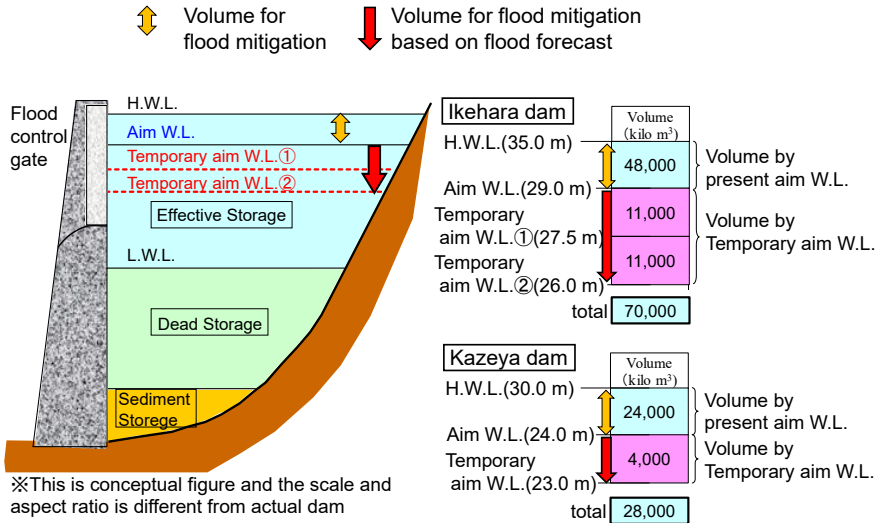 Volume for
flood mitigation
Volume for flood mitigation
based on flood forecast
Flood
control
gate
H.W.L.
Aim W.L.
Temporary aim W.L.①
Temporary aim W.L.②
Effective Storage
L.W.L.
Dead Storage
Sediment
Storege
※This is conceptual figure and the scale and
aspect ratio is different from actual dam
Ikehara dam
Volume
(kilo m³)
H.W.L.(35.0 m)
48,000
Volume by
present aim W.L.
Aim W.L.(29.0 m)
11,000
Temporary
aim W.L.①(27.5 m)
Volume by
Temporary aim W.L.
11,000
Temporary
aim W.L.②(26.0 m)
total
70,000
Kazeya dam
Volume
(kilo m³)
H.W.L.(30.0 m)
24,000
Volume by
present aim W.L.
Aim W.L.(24.0 m)
4,000
Volume by
Temporary aim W.L.
Temporary
aim W.L.(23.0 m)
total
28,000